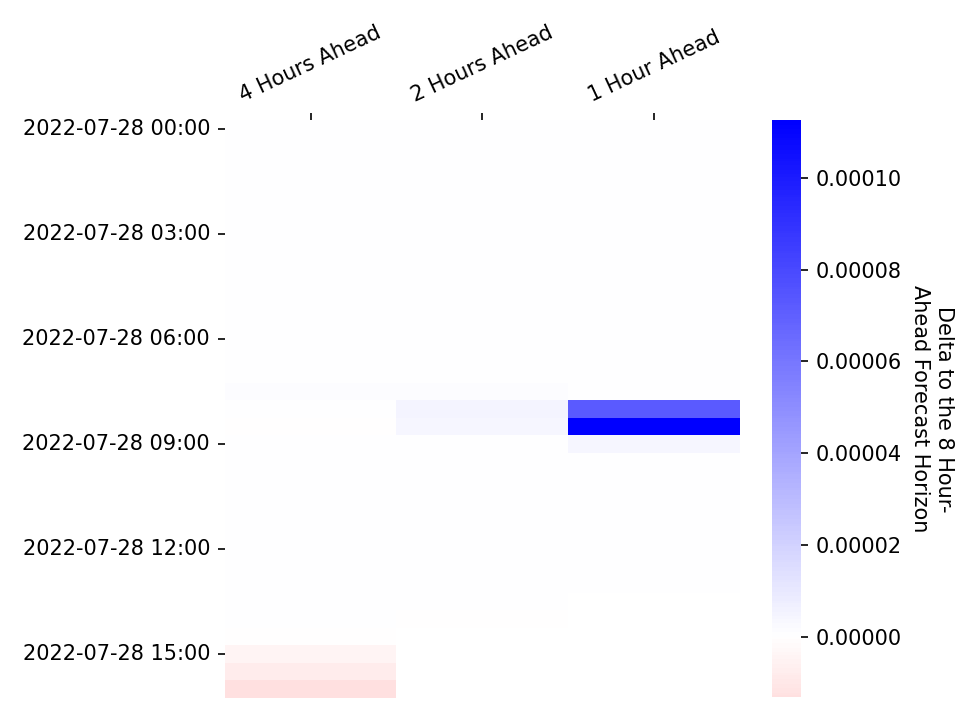 4 Hours Ahead
2 Hours Ahead
1 Hour Ahead
2022-07-28 00:00
2022-07-28 03:00
2022-07-28 06:00
2022-07-28 09:00
2022-07-28 12:00
2022-07-28 15:00
0.00010
0.00008
0.00006
0.00004
0.00002
0.00000
Delta to the 8 Hour-
Ahead Forecast Horizon